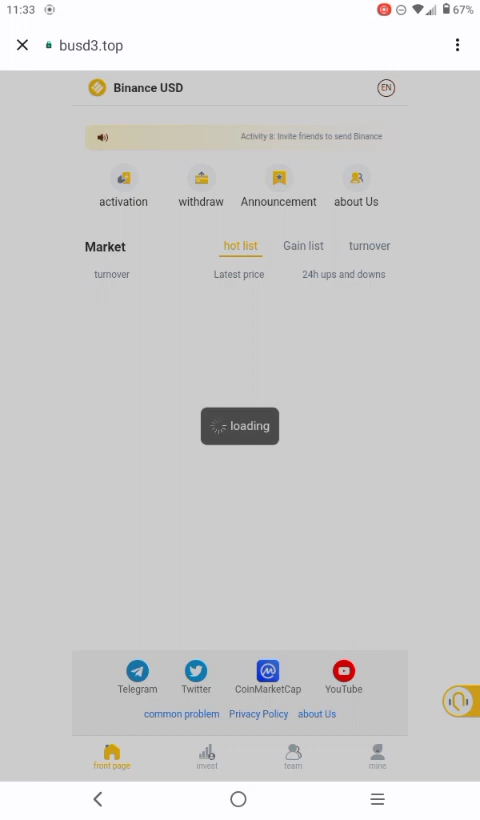 11:33 67%
busd3.top
Binance USD EN
Activity 8: Invite friends to send Binance
activation withdraw Announcement about Us
Market hot list Gain list turnover
turnover Latest price 24h ups and downs
loading
Telegram Twitter CoinMarketCap YouTube
common problem Privacy Policy about Us
front page invest team mine